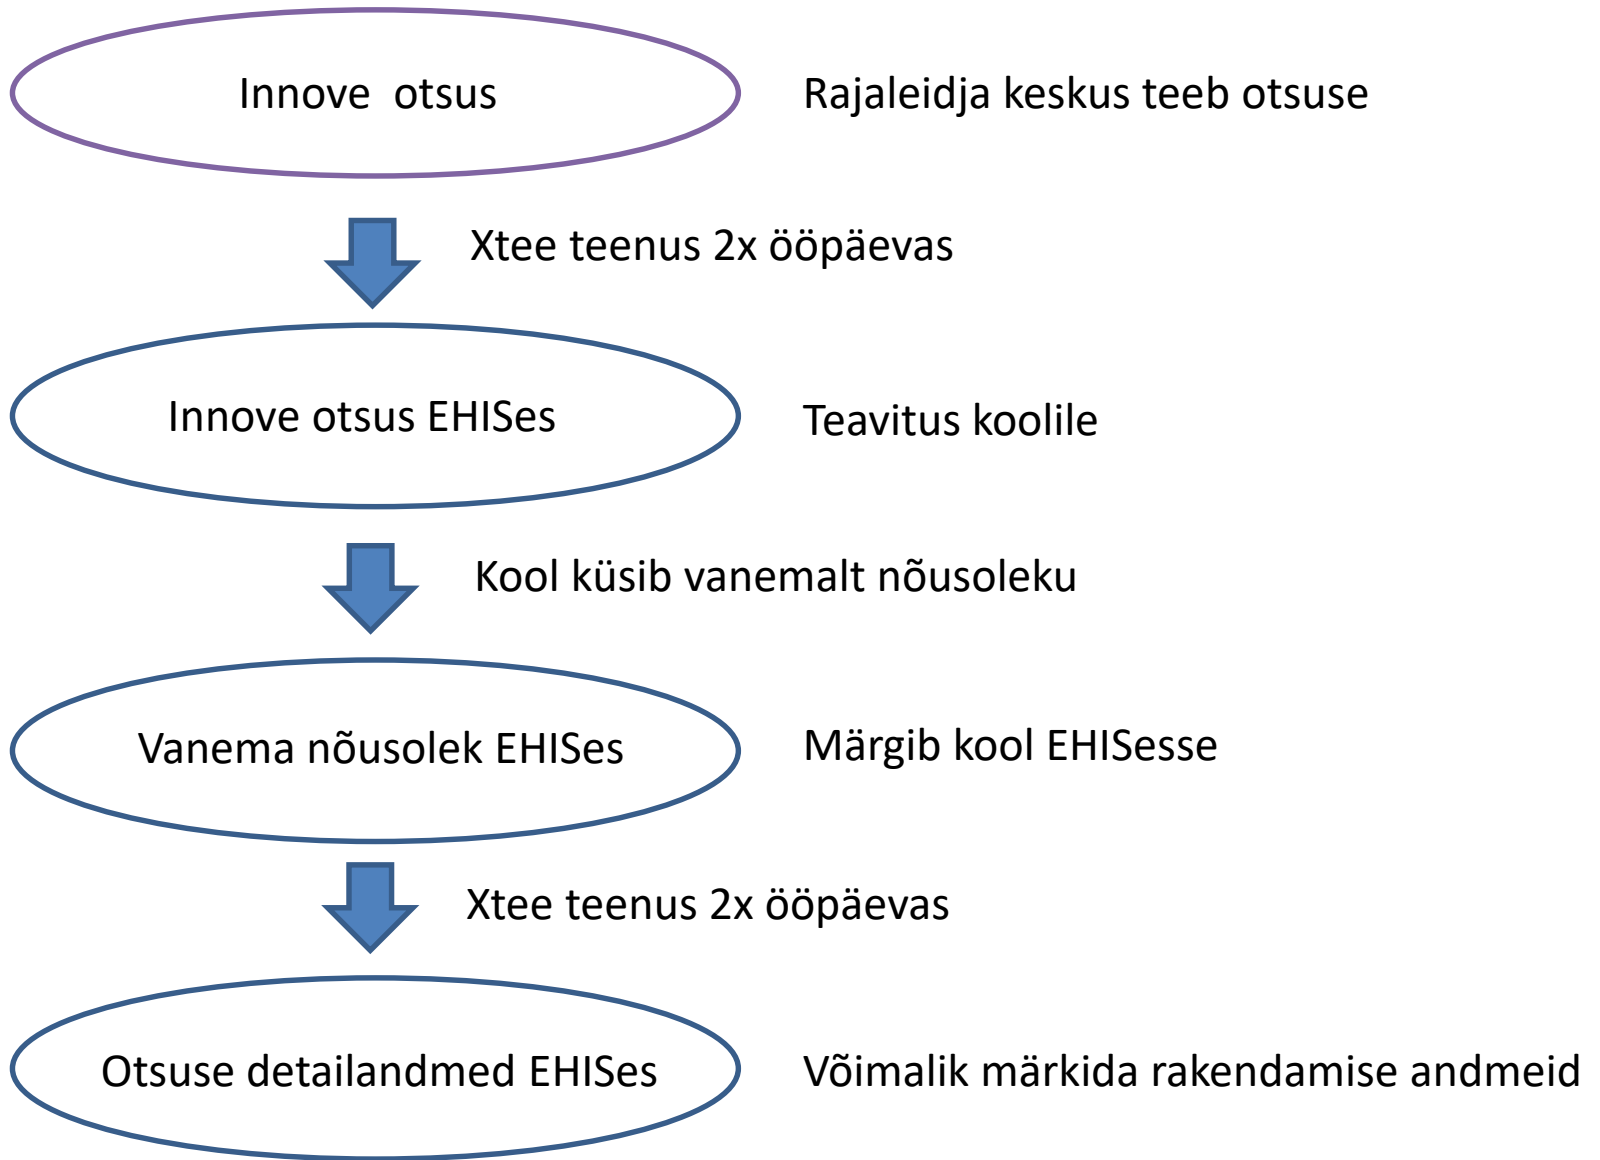 Innove otsus
Rajaleidja keskus teeb otsuse
Xtee teenus 2x ööpäevas
Innove otsus EHISes
Teavitus koolile
Kool küsib vanemalt nõusoleku
Vanema nõusolek EHISes
Märgib kool EHISesse
Xtee teenus 2x ööpäevas
Otsuse detailandmed EHISes
Võimalik märkida rakendamise andmeid